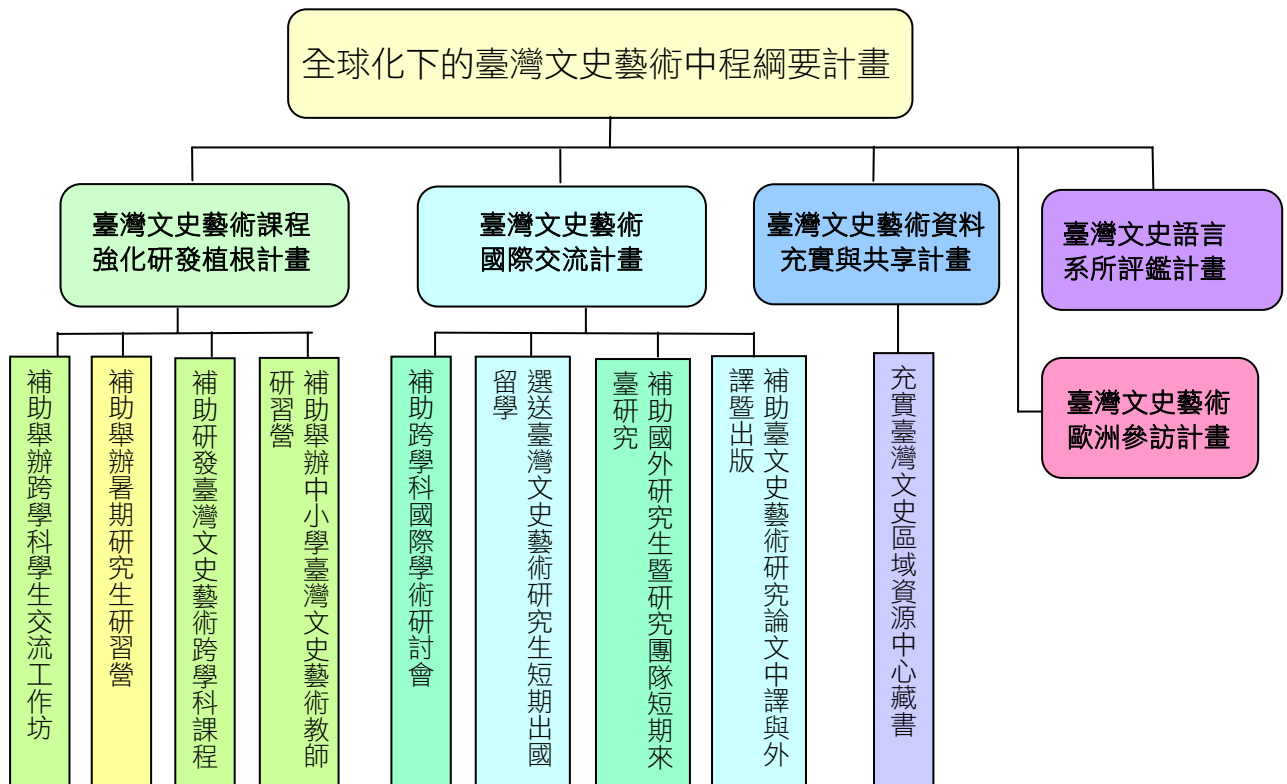 全球化下的臺灣文史藝術中程綱要計畫
臺灣文史藝術課程
強化研發植根計畫
臺灣文史藝術
國際交流計畫
臺灣文史藝術資料
充實與共享計畫
臺灣文史語言
系所評鑑計畫
臺灣文史藝術
歐洲參訪計畫
補助舉辦跨學科學生交流工作坊
補助舉辦暑期研究生研習營
補助研發臺灣文史藝術跨學科課程
補助舉辦中小學臺灣文史藝術教師
研習營
補助跨學科國際學術研討會
選送臺灣文史藝術研究生短期出國
留學
補助國外研究生暨研究團隊短期來
臺研究
補助臺文史藝術研究論文中譯與外
譯暨出版
充實臺灣文史區域資源中心藏書